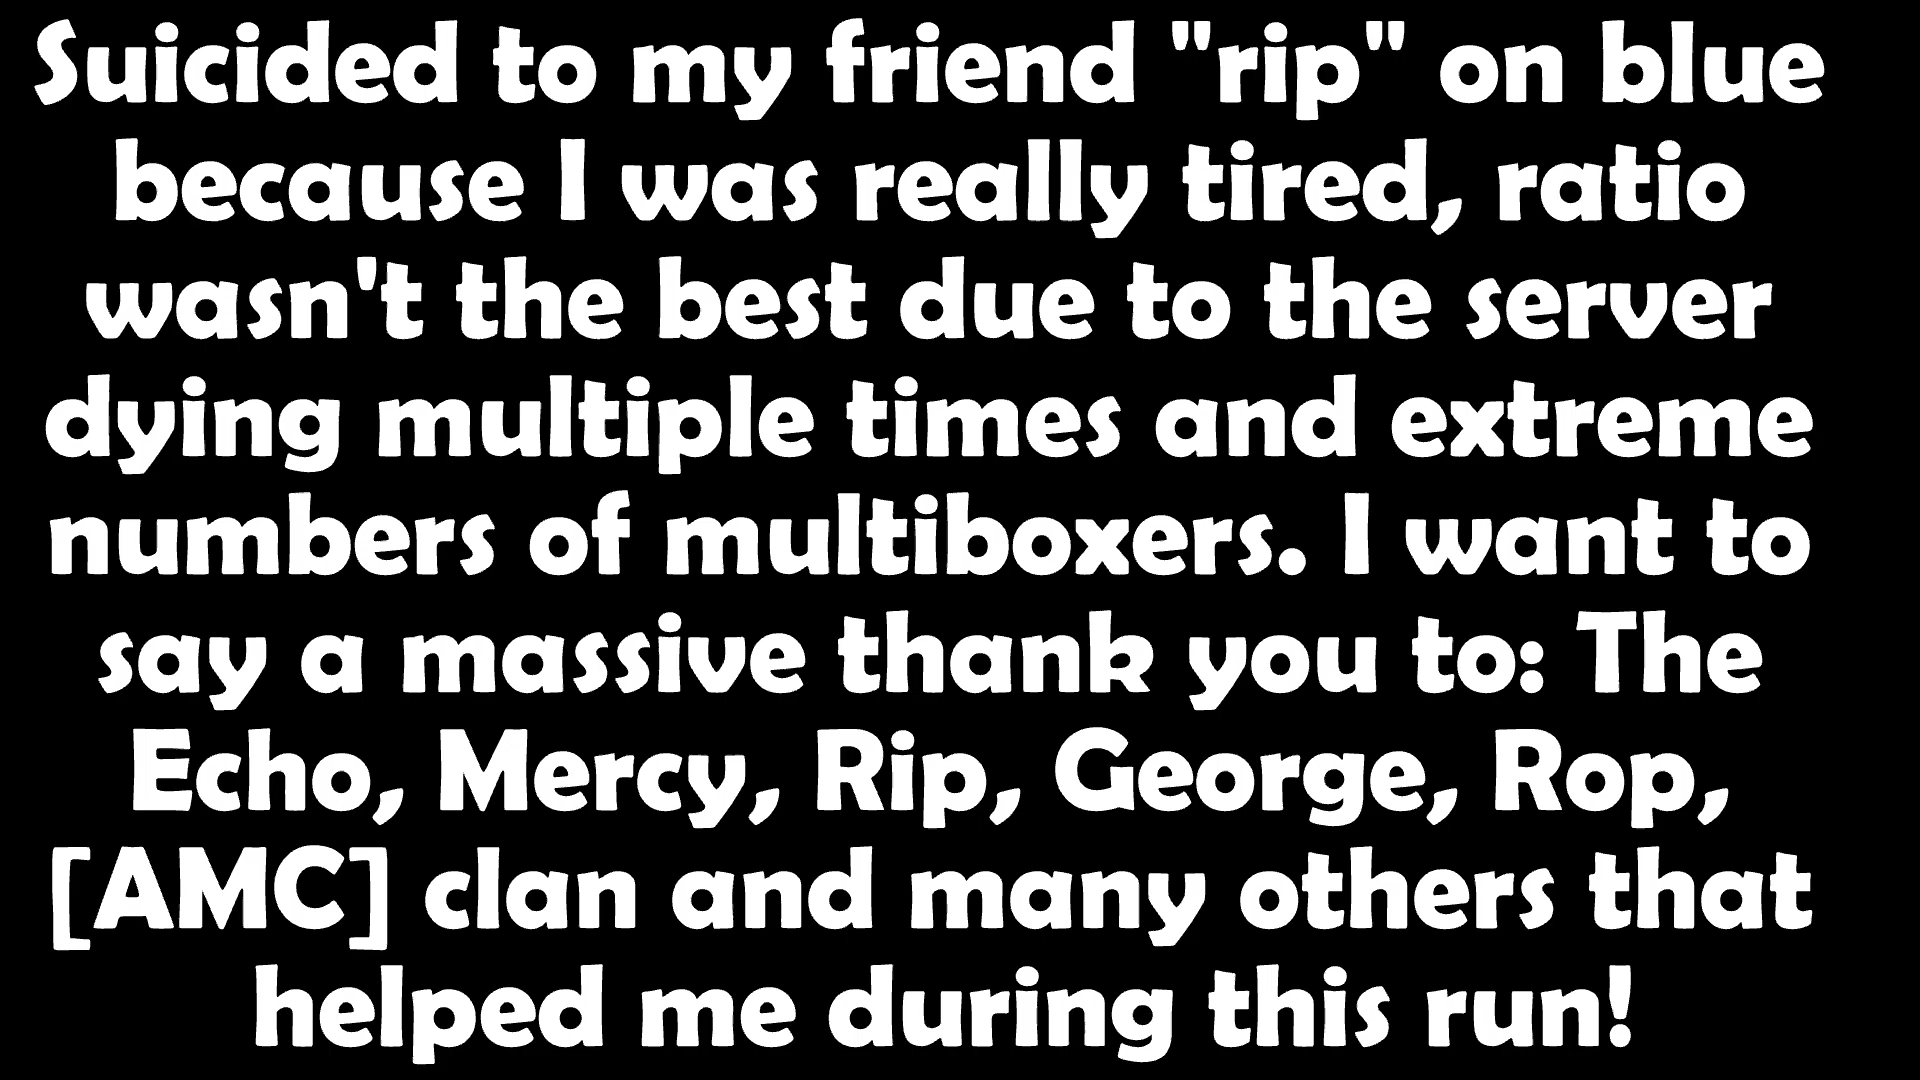 Suicided to my friend "rip" on blue
because I was really tired, ratio
wasn't the best due to the server
dying multiple times and extreme
numbers of multiboxers. I want to
say a massive thank you to: The
Echo, Mercy, Rip, George, Rop,
[AMC] clan and many others that
helped me during this run!